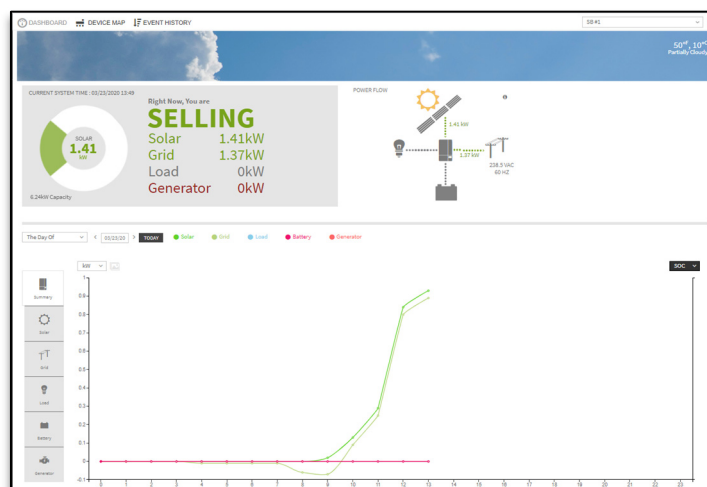 DASHBOARD DEVICE MAP EVENT HISTORY
SB #1
50°F, 10°C
Partially Cloudy
CURRENT SYSTEM TIME : 03/23/2020 13:49
SOLAR
1.41
kW
6.24kW Capacity
Right Now, You are
SELLING
Solar 1.41kW
Grid 1.37kW
Load 0kW
Generator 0kW
POWER FLOW
1.41 kW
1.37 kW
238.5 VAC
60 HZ
The Day Of
03/23/20
TODAY
Solar
Grid
Load
Battery
Generator
kW
SOC
Summary
Solar
Grid
Load
Battery
Generator
1
0.9
0.8
0.7
0.6
0.5
0.4
0.3
0.2
0.1
0
-0.1
0 1 2 3 4 5 6 7 8 9 10 11 12 13 14 15 16 17 18 19 20 21 22 23